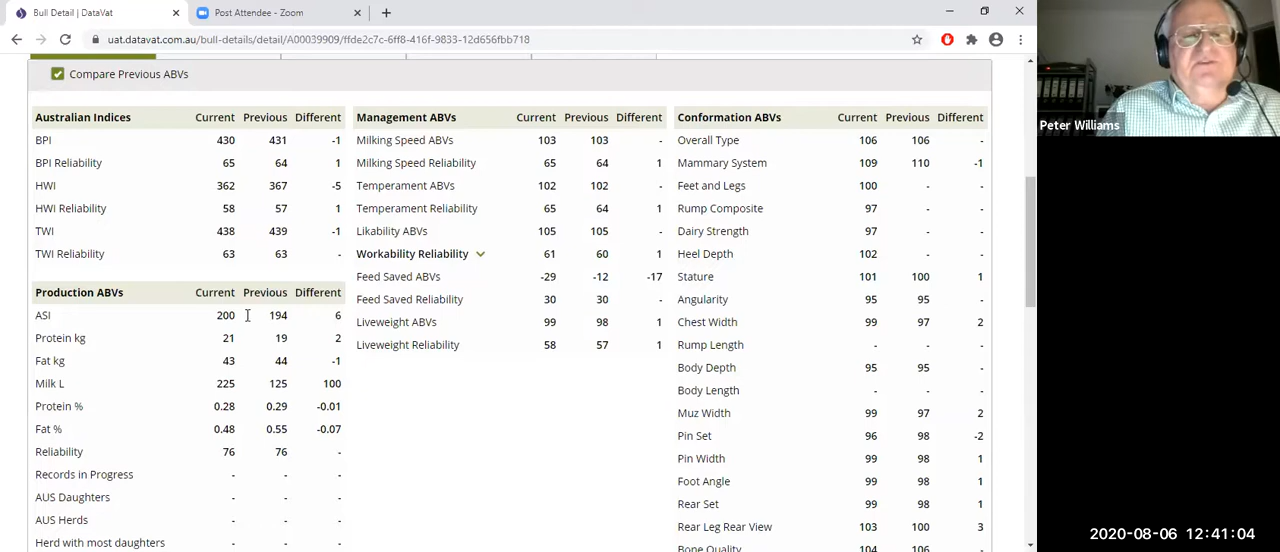 Bull Detail | DataVat
Post Attendee - Zoom
uat.datavat.com.au/bull-details/detail/A00039909/ffde2c7c-6ff8-416f-9833-12d656fbb718
Compare Previous ABVs
Australian Indices Current Previous Different
BPI 430 431 -1
BPI Reliability 65 64 1
HWI 362 367 -5
HWI Reliability 58 57 1
TWI 438 439 -1
TWI Reliability 63 63 -
Production ABVs Current Previous Different
ASI 200 194 6
Protein kg 21 19 2
Fat kg 43 44 -1
Milk L 225 125 100
Protein % 0.28 0.29 -0.01
Fat % 0.48 0.55 -0.07
Reliability 76 76 -
Records in Progress - - -
AUS Daughters - - -
AUS Herds - - -
Herd with most daughters - - -
Management ABVs Current Previous Different
Milking Speed ABVs 103 103 -
Milking Speed Reliability 65 64 1
Temperament ABVs 102 102 -
Temperament Reliability 65 64 1
Likability ABVs 105 105 -
Workability Reliability 61 60 1
Feed Saved ABVs -29 -12 -17
Feed Saved Reliability 30 30 -
Liveweight ABVs 99 98 1
Liveweight Reliability 58 57 1
Conformation ABVs Current Previous Different
Overall Type 106 106 -
Mammary System 109 110 -1
Feet and Legs 100 - -
Rump Composite 97 - -
Dairy Strength 97 - -
Heel Depth 102 - -
Stature 101 100 1
Angularity 95 95 -
Chest Width 99 97 2
Rump Length - - -
Body Depth 95 95 -
Body Length - - -
Muz Width 99 97 2
Pin Set 96 98 -2
Pin Width 99 98 1
Foot Angle 99 98 1
Rear Set 99 98 1
Rear Leg Rear View 103 100 3
Bone Quality 104 106
Peter Williams
2020-08-06 12:41:04